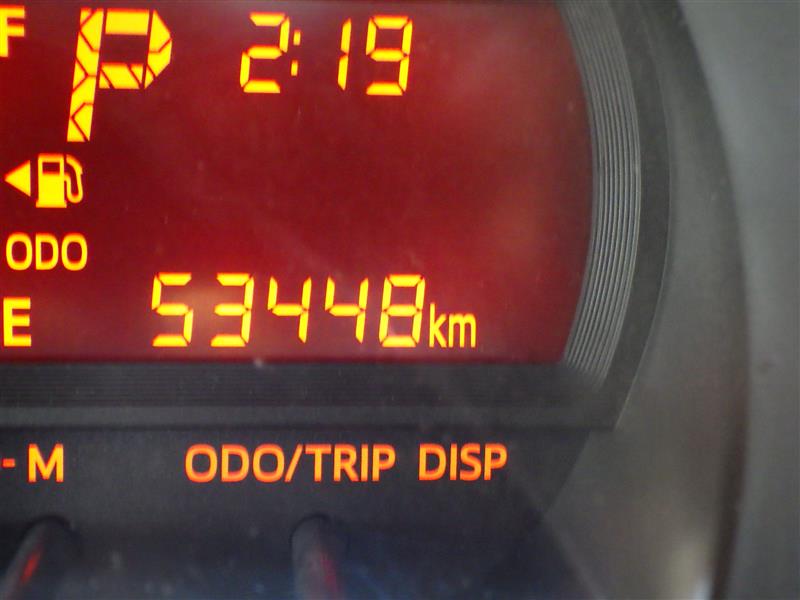 F P 2:19
ODO
E 53448km
- M ODO/TRIP DISP